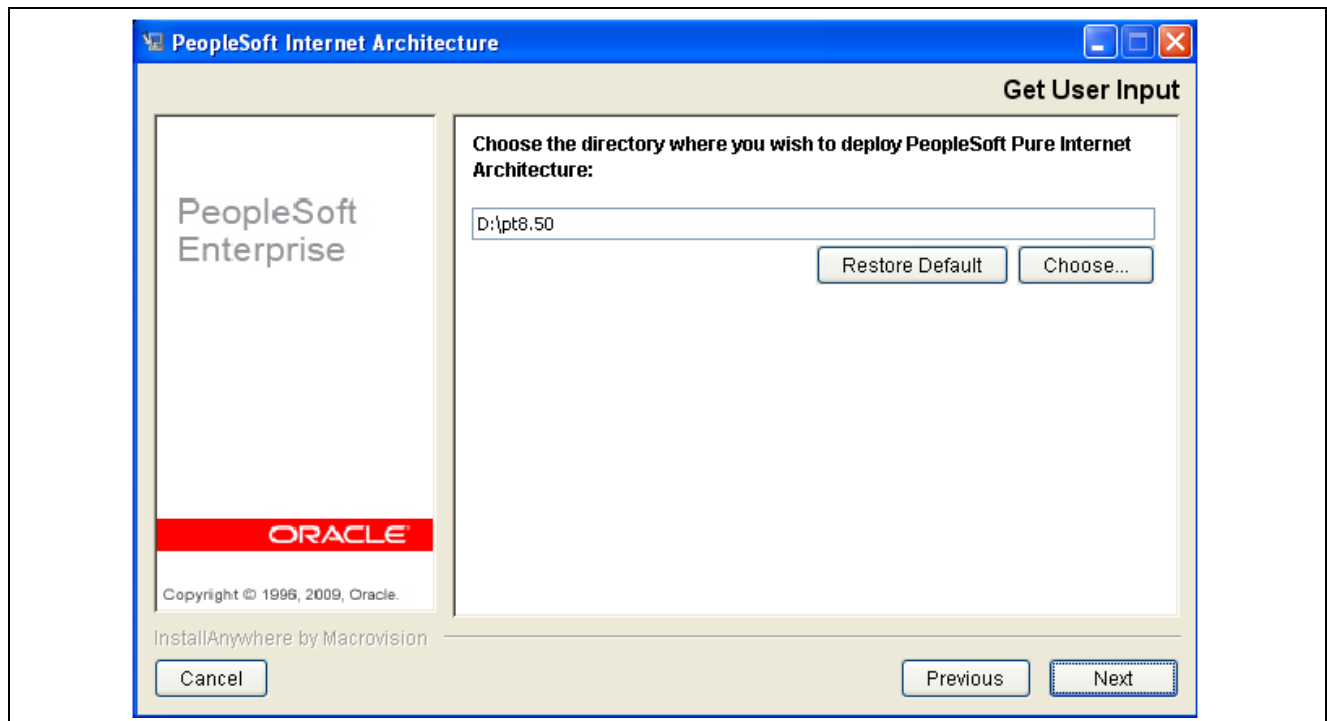 PeopleSoft Internet Architecture
Get User Input
PeopleSoft
Enterprise
ORACLE
Copyright © 1996, 2009, Oracle.
Choose the directory where you wish to deploy PeopleSoft Pure Internet
Architecture:
D:\pt8.50
Restore Default
Choose...
InstallAnywhere by Macrovision
Cancel
Previous
Next